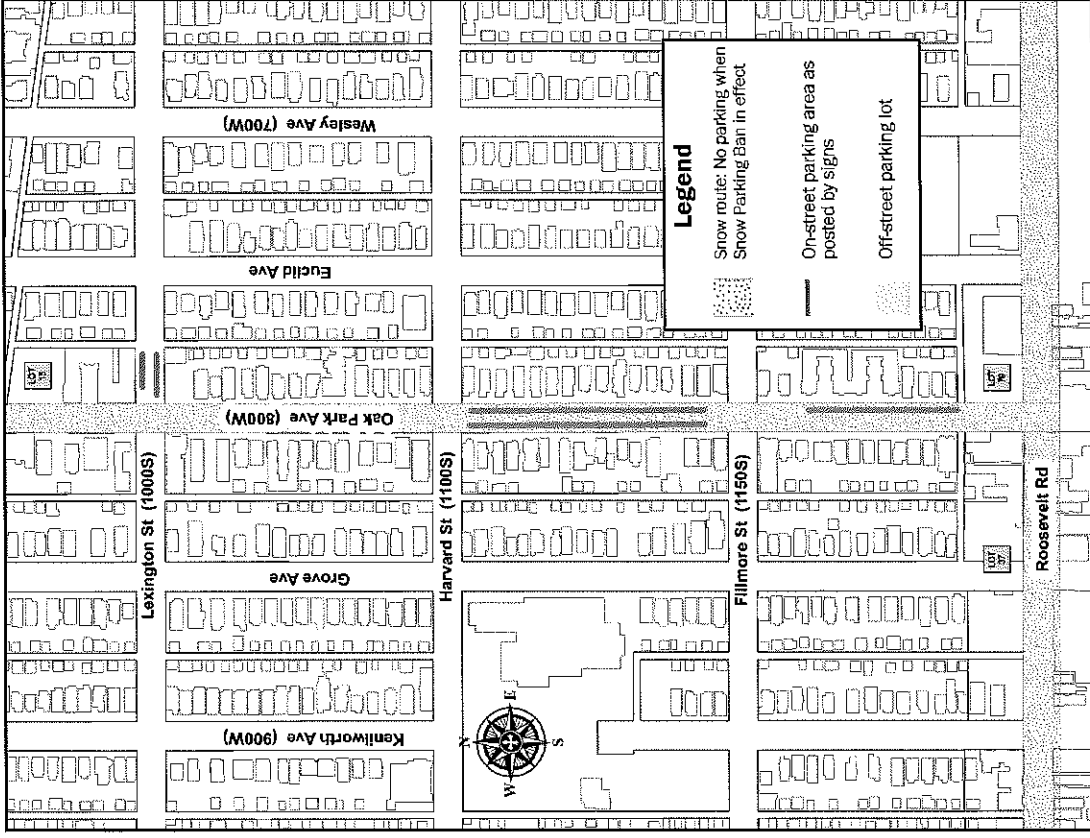 Wesley Ave (700W)
Euclid Ave
Oak Park Ave (800W)
Grove Ave
Kenilworth Ave (900W)
Lexington St (1000S)
Harvard St (1100S)
Fillmore St (1150S)
Roosevelt Rd
Legend
Snow route: No parking when
Snow Parking Ban in effect
On-street parking area as
posted by signs
Off-street parking lot
LOT
LOT
LOT
N
E
S
W